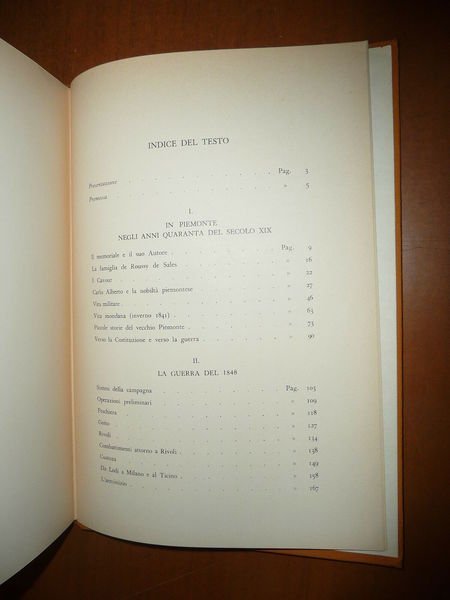 INDICE DEL TESTO
Presentazione . . . . . . . . Pag. 3
Premessa . . . . . . . . » 5
I.
IN PIEMONTE
NEGLI ANNI QUARANTA DEL SECOLO XIX
Il memoriale e il suo Autore . . . . . Pag. 9
La famiglia de Roussy de Sales . . . . . » 16
I Cavour . . . . . . . . » 22
Carlo Alberto e la nobiltà piemontese . . . . » 27
Vita militare . . . . . . . . » 46
Vita mondana (inverno 1841) . . . . . » 63
Piccole storie del vecchio Piemonte . . . . » 73
Verso la Costituzione e verso la guerra . . . . » 90
II.
LA GUERRA DEL 1848
Sintesi della campagna . . . . . . Pag. 103
Operazioni preliminari . . . . . . » 109
Peschiera . . . . . . . . » 118
Goito . . . . . . . . » 127
Rivoli . . . . . . . . » 134
Combattimenti attorno a Rivoli . . . . . » 138
Custoza . . . . . . . . » 149
Da Lodi a Milano e al Ticino . . . . . » 158
L'armistizio . . . . . . . . » 167